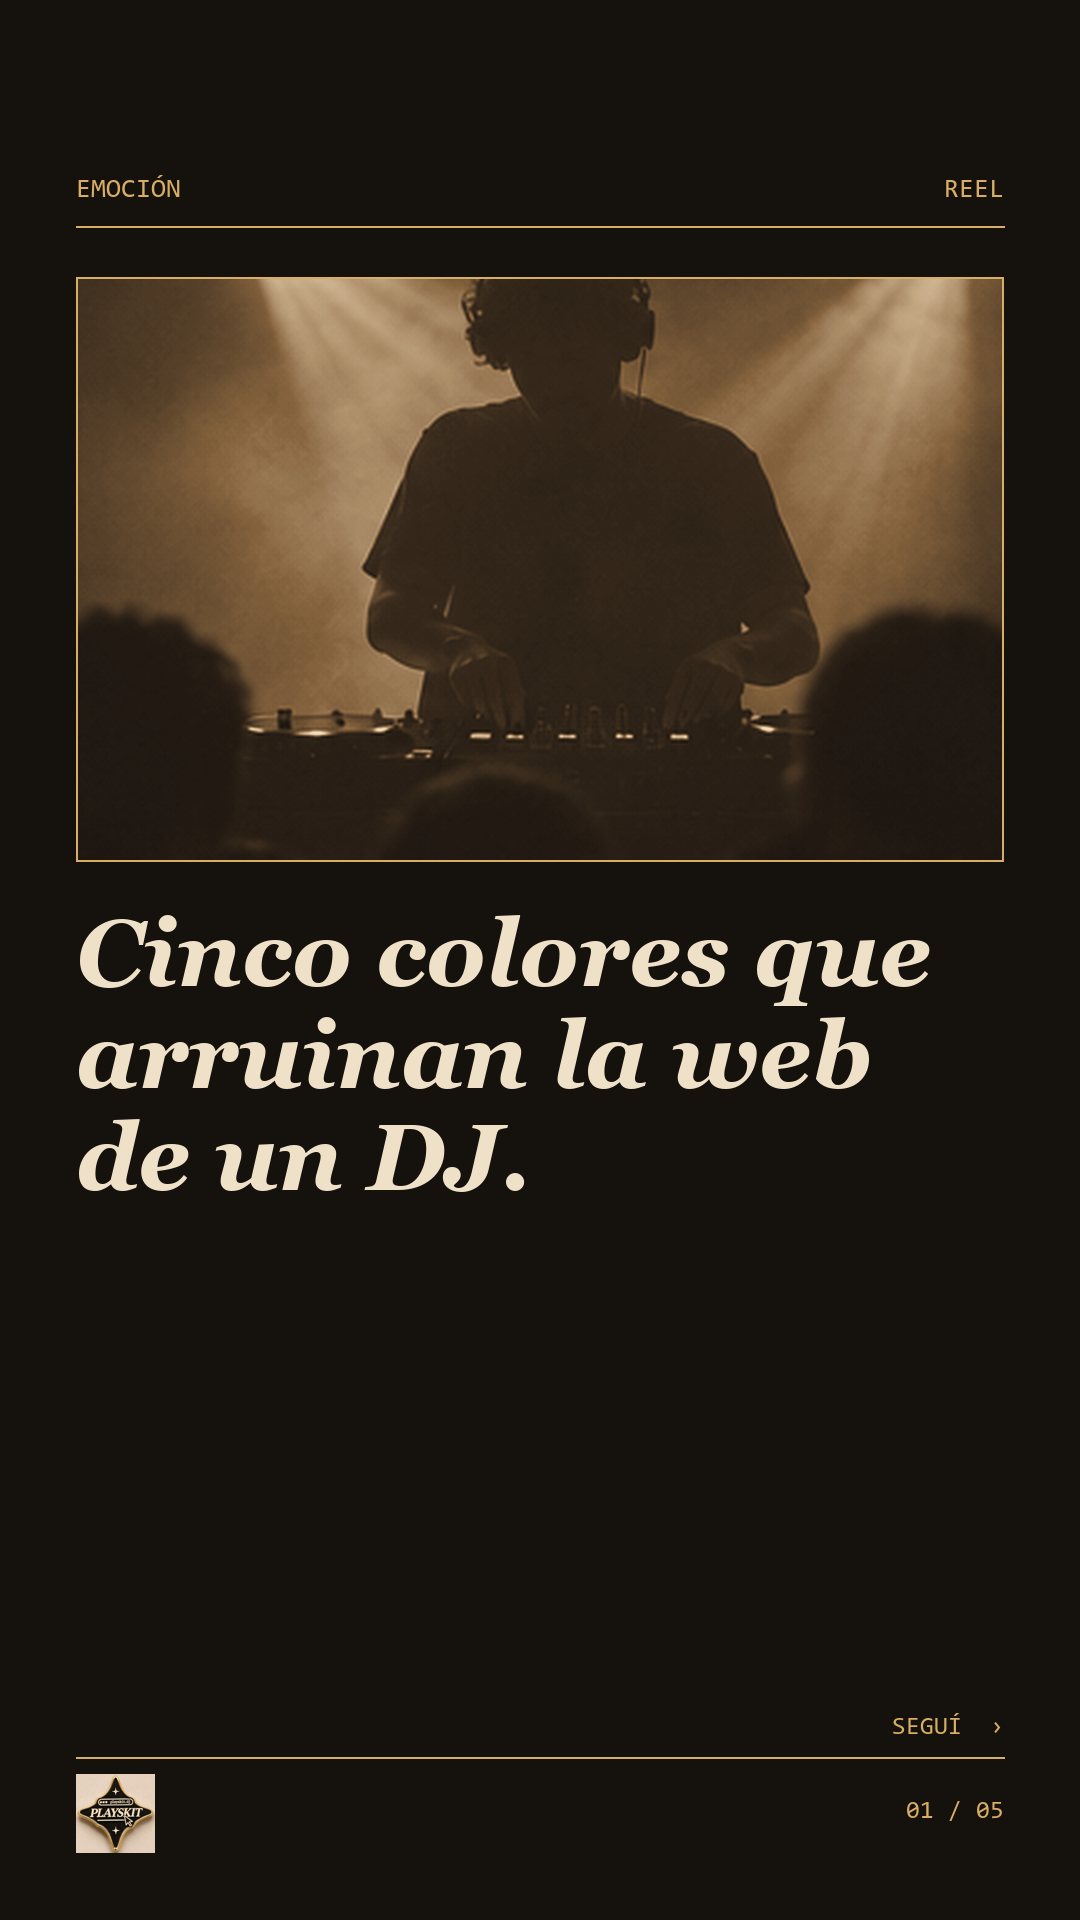 EMOCIÓN
REEL
Cinco colores que
arruinan la web
de un DJ.
SEGUÍ ›
PLAYSKIT
01 / 05